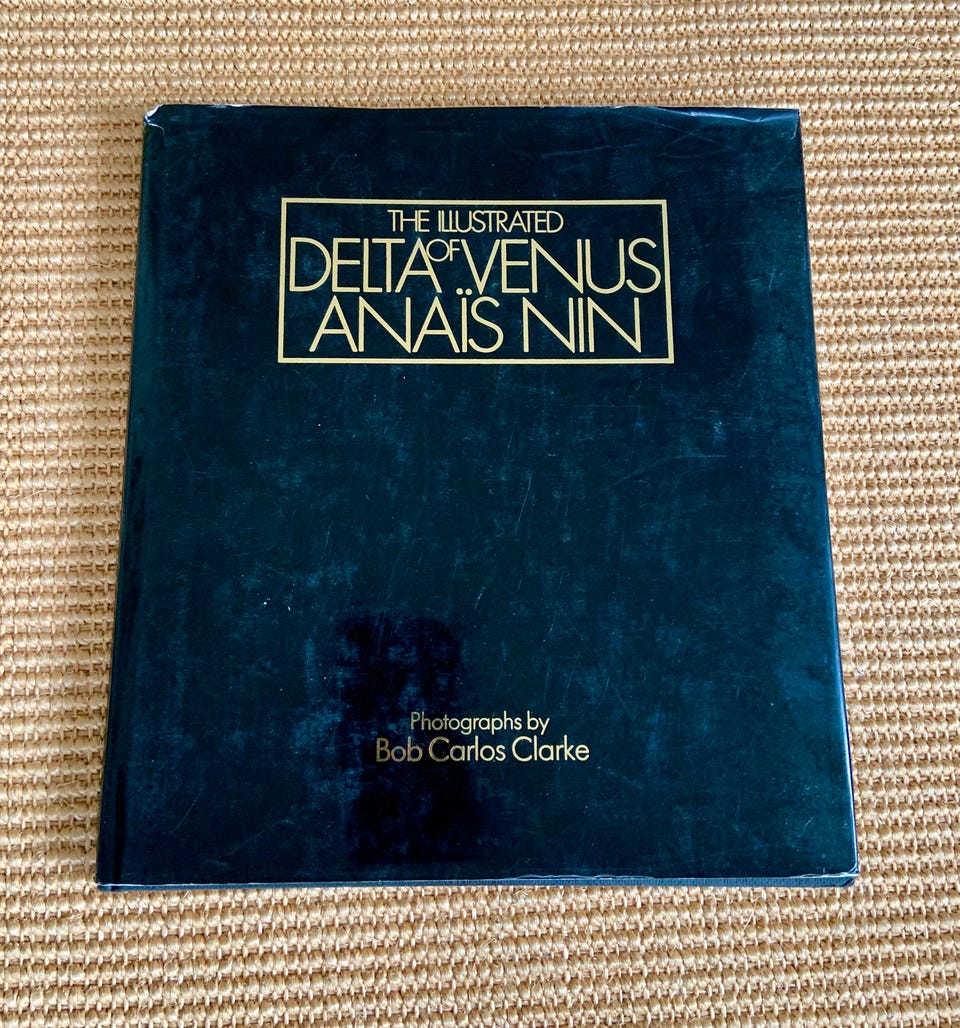 THE ILLUSTRATED
DELTA OF VENUS
ANAÏS NIN
Photographs by
Bob Carlos Clarke